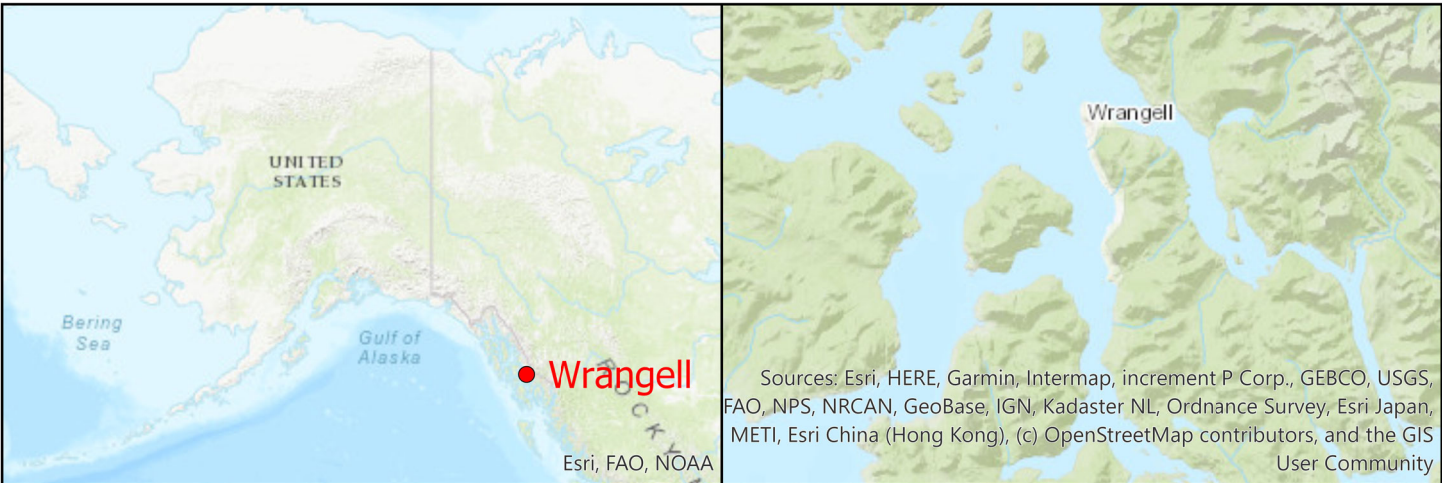 UNITED
STATES
Bering
Sea
Gulf of
Alaska
Wrangell
ROCKY
Esri, FAO, NOAA
Wrangell
Sources: Esri, HERE, Garmin, Intermap, increment P Corp., GEBCO, USGS,
FAO, NPS, NRCAN, GeoBase, IGN, Kadaster NL, Ordnance Survey, Esri Japan,
METI, Esri China (Hong Kong), (c) OpenStreetMap contributors, and the GIS
User Community